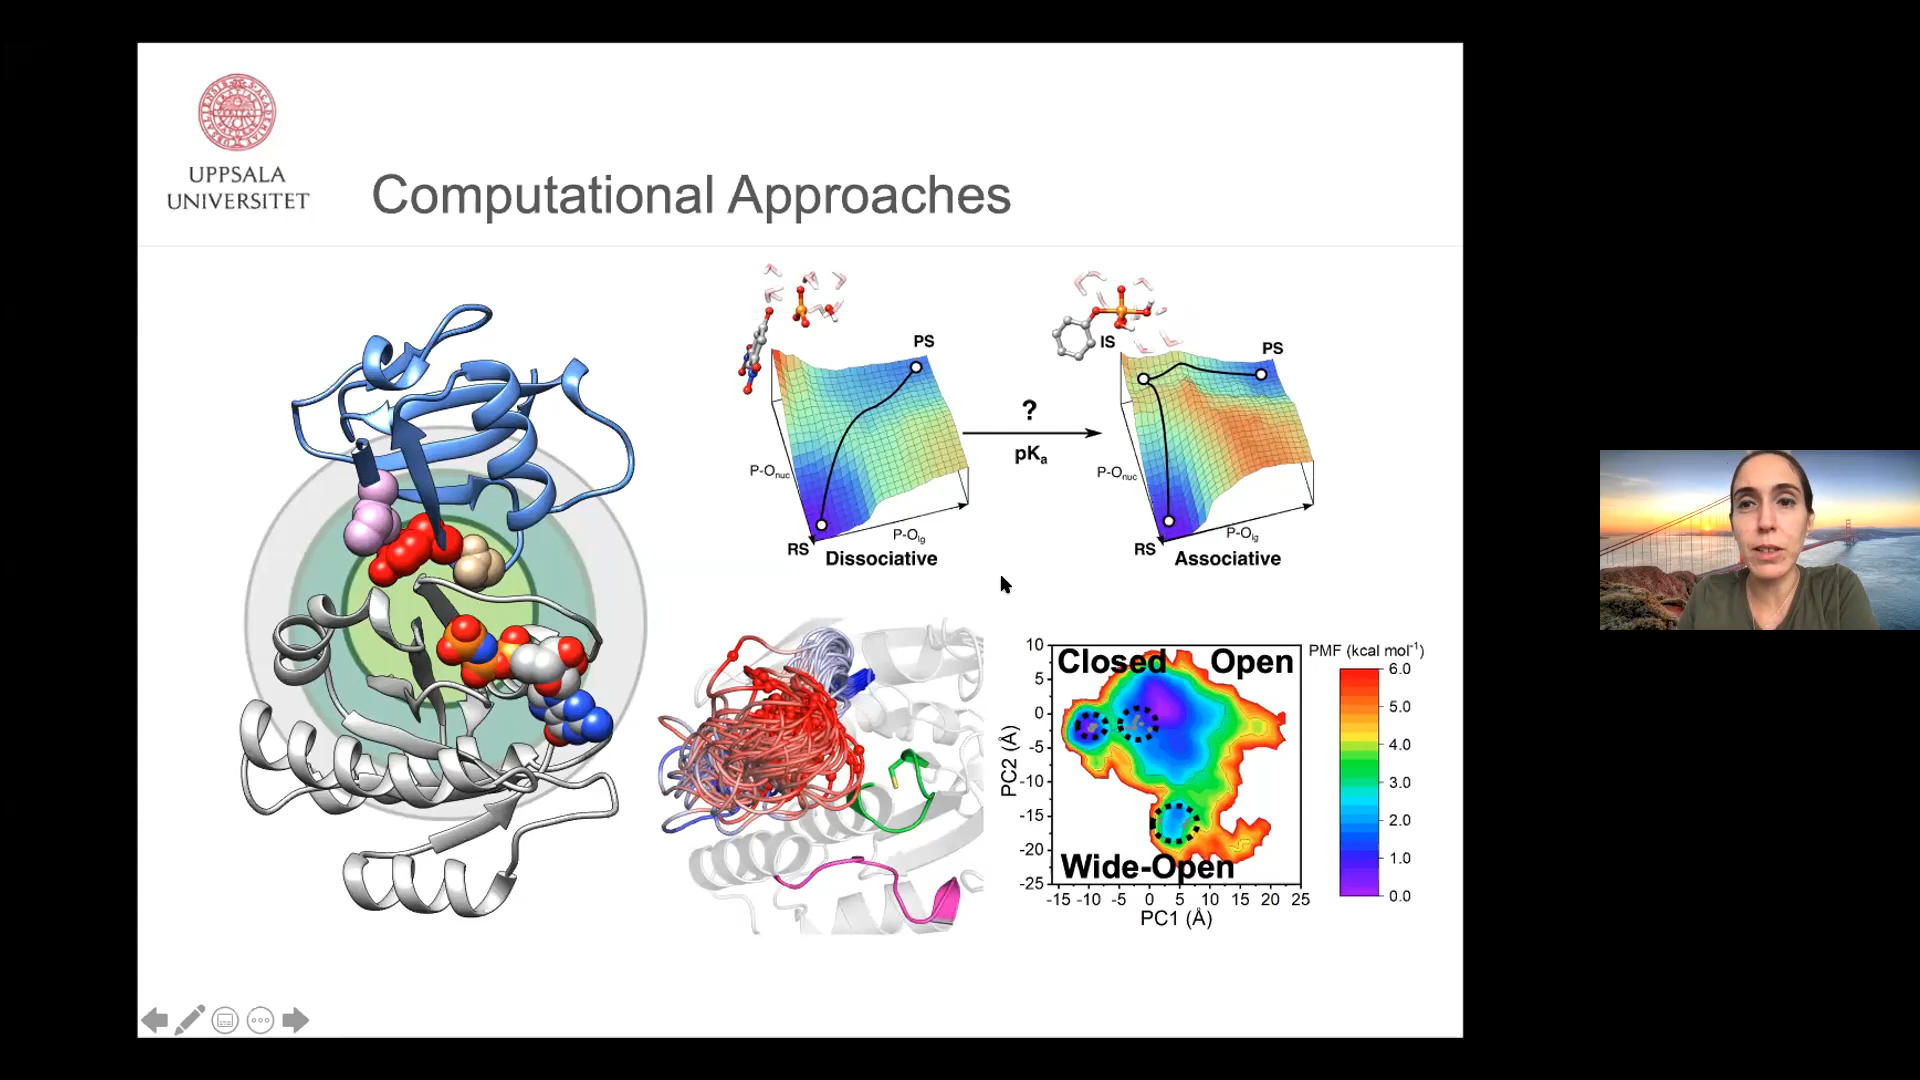 UPPSALA
UNIVERSITET
Computational Approaches
PS
P-Onuc
P-Olg
RS
Dissociative
?
pKa
IS
PS
P-Onuc
P-Olg
RS
Associative
10
5
0
-5
-10
-15
-20
-25
PC2 (Å)
Closed
Open
Wide-Open
-15 -10 -5 0 5 10 15 20 25
PC1 (Å)
PMF (kcal mol⁻¹)
6.0
5.0
4.0
3.0
2.0
1.0
0.0